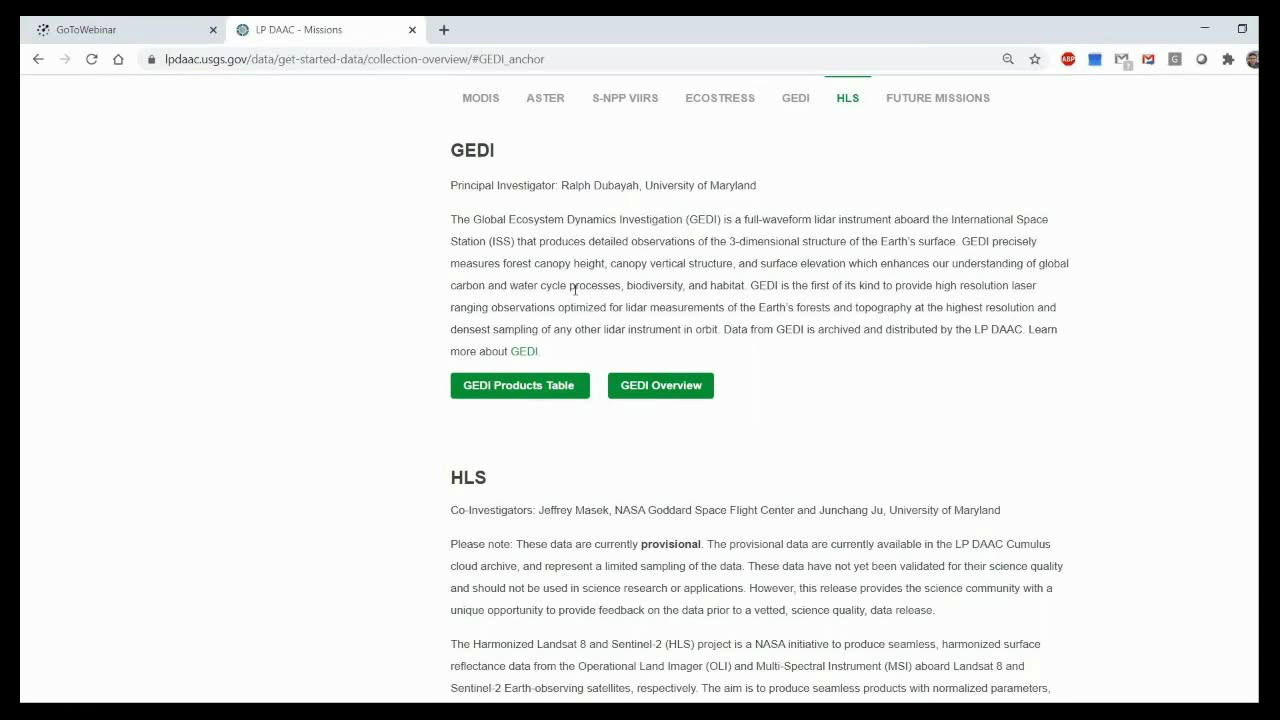 GoToWebinar
LP DAAC - Missions
lpdaac.usgs.gov/data/get-started-data/collection-overview/#GEDI_anchor
ABP
G
MODIS ASTER S-NPP VIIRS ECOSTRESS GEDI HLS FUTURE MISSIONS
GEDI
Principal Investigator: Ralph Dubayah, University of Maryland
The Global Ecosystem Dynamics Investigation (GEDI) is a full-waveform lidar instrument aboard the International Space
Station (ISS) that produces detailed observations of the 3-dimensional structure of the Earth's surface. GEDI precisely
measures forest canopy height, canopy vertical structure, and surface elevation which enhances our understanding of global
carbon and water cycle processes, biodiversity, and habitat. GEDI is the first of its kind to provide high resolution laser
ranging observations optimized for lidar measurements of the Earth's forests and topography at the highest resolution and
densest sampling of any other lidar instrument in orbit. Data from GEDI is archived and distributed by the LP DAAC. Learn
more about GEDI.
GEDI Products Table GEDI Overview
HLS
Co-Investigators: Jeffrey Masek, NASA Goddard Space Flight Center and Junchang Ju, University of Maryland
Please note: These data are currently provisional. The provisional data are currently available in the LP DAAC Cumulus
cloud archive, and represent a limited sampling of the data. These data have not yet been validated for their science quality
and should not be used in science research or applications. However, this release provides the science community with a
unique opportunity to provide feedback on the data prior to a vetted, science quality, data release.
The Harmonized Landsat 8 and Sentinel-2 (HLS) project is a NASA initiative to produce seamless, harmonized surface
reflectance data from the Operational Land Imager (OLI) and Multi-Spectral Instrument (MSI) aboard Landsat 8 and
Sentinel-2 Earth-observing satellites, respectively. The aim is to produce seamless products with normalized parameters,